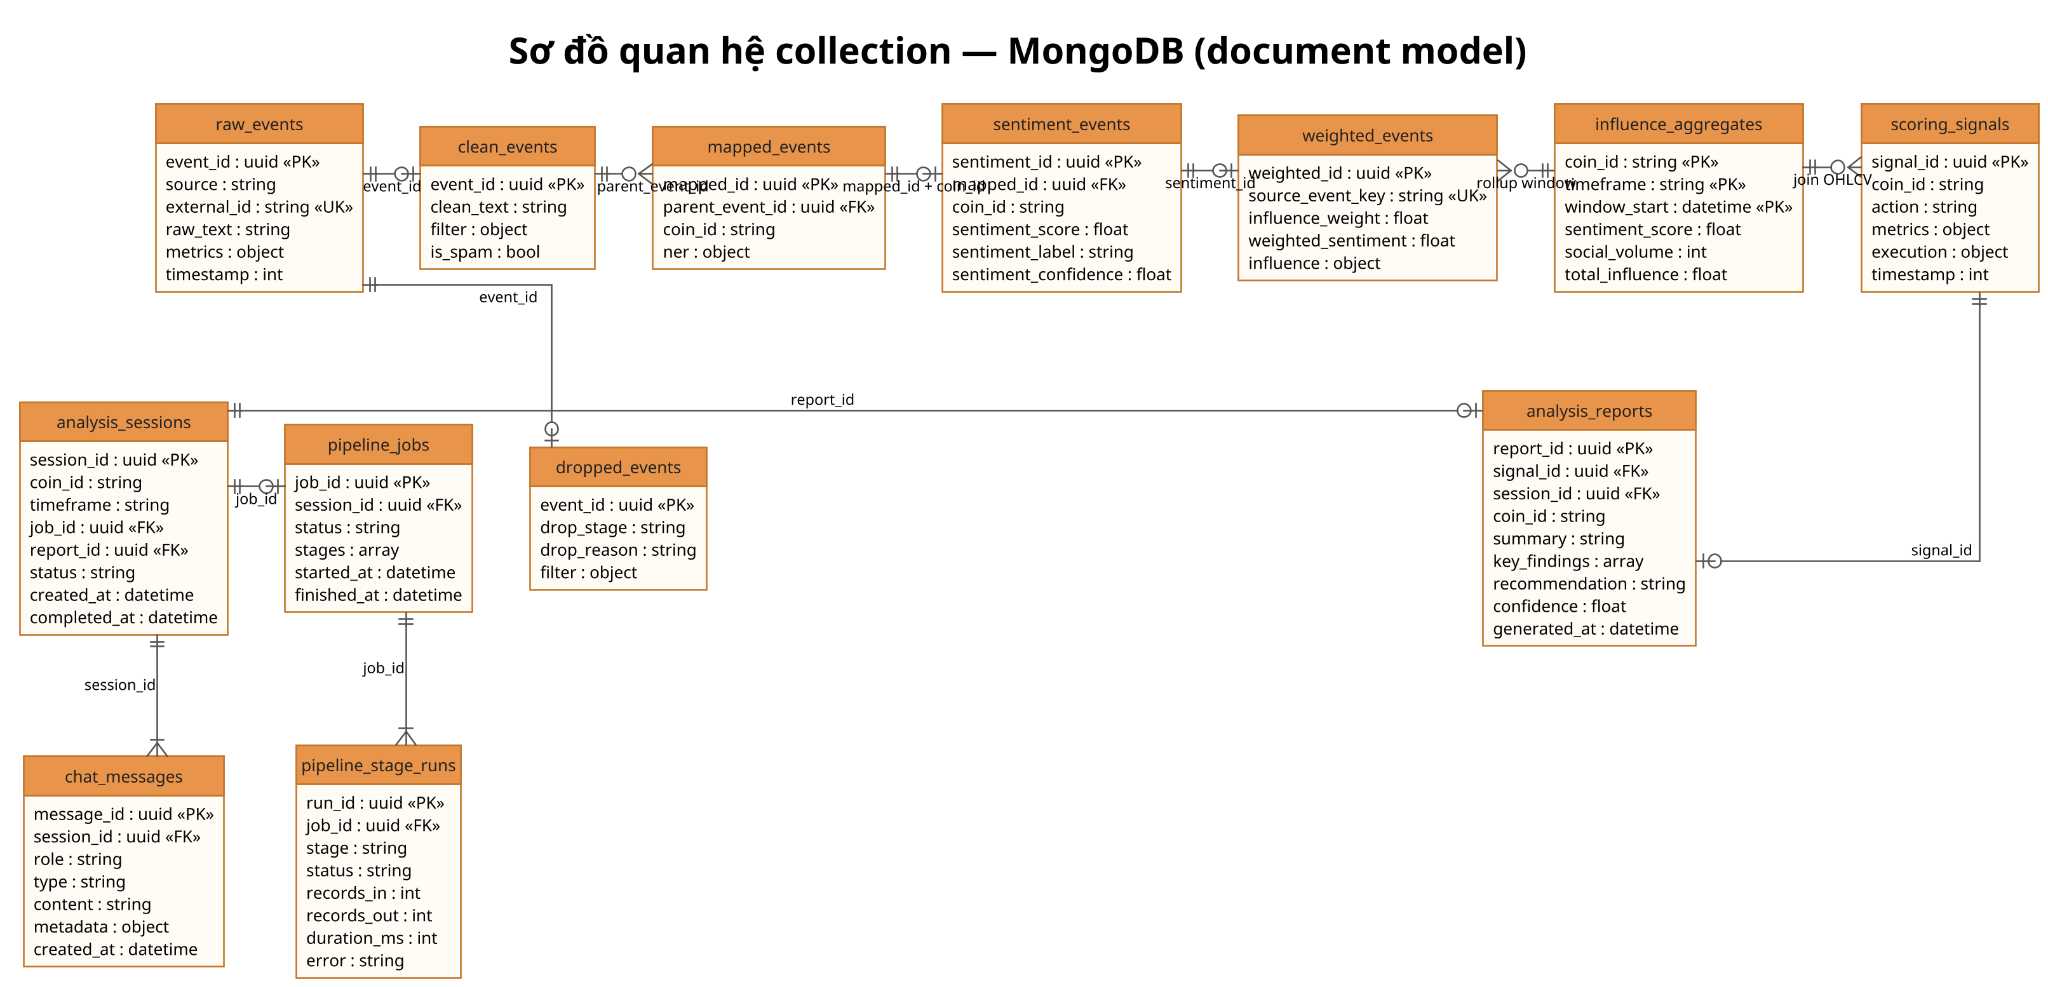 Sơ đồ quan hệ collection — MongoDB (document model)
raw_events
event_id : uuid «PK»
source : string
external_id : string «UK»
raw_text : string
metrics : object
timestamp : int
event_id
clean_events
event_id : uuid «PK»
clean_text : string
filter : object
is_spam : bool
parent_event_id
mapped_events
mapped_id : uuid «PK»
parent_event_id : uuid «FK»
coin_id : string
ner : object
mapped_id + coin_id
sentiment_events
sentiment_id : uuid «PK»
mapped_id : uuid «FK»
coin_id : string
sentiment_score : float
sentiment_label : string
sentiment_confidence : float
sentiment_id
weighted_events
weighted_id : uuid «PK»
source_event_key : string «UK»
influence_weight : float
weighted_sentiment : float
influence : object
rollup window
influence_aggregates
coin_id : string «PK»
timeframe : string «PK»
window_start : datetime «PK»
sentiment_score : float
social_volume : int
total_influence : float
join OHLCV
scoring_signals
signal_id : uuid «PK»
coin_id : string
action : string
metrics : object
execution : object
timestamp : int
event_id
report_id
analysis_sessions
session_id : uuid «PK»
coin_id : string
timeframe : string
job_id : uuid «FK»
report_id : uuid «FK»
status : string
created_at : datetime
completed_at : datetime
job_id
pipeline_jobs
job_id : uuid «PK»
session_id : uuid «FK»
status : string
stages : array
started_at : datetime
finished_at : datetime
dropped_events
event_id : uuid «PK»
drop_stage : string
drop_reason : string
filter : object
analysis_reports
report_id : uuid «PK»
signal_id : uuid «FK»
session_id : uuid «FK»
coin_id : string
summary : string
key_findings : array
recommendation : string
confidence : float
generated_at : datetime
signal_id
session_id
job_id
chat_messages
message_id : uuid «PK»
session_id : uuid «FK»
role : string
type : string
content : string
metadata : object
created_at : datetime
pipeline_stage_runs
run_id : uuid «PK»
job_id : uuid «FK»
stage : string
status : string
records_in : int
records_out : int
duration_ms : int
error : string